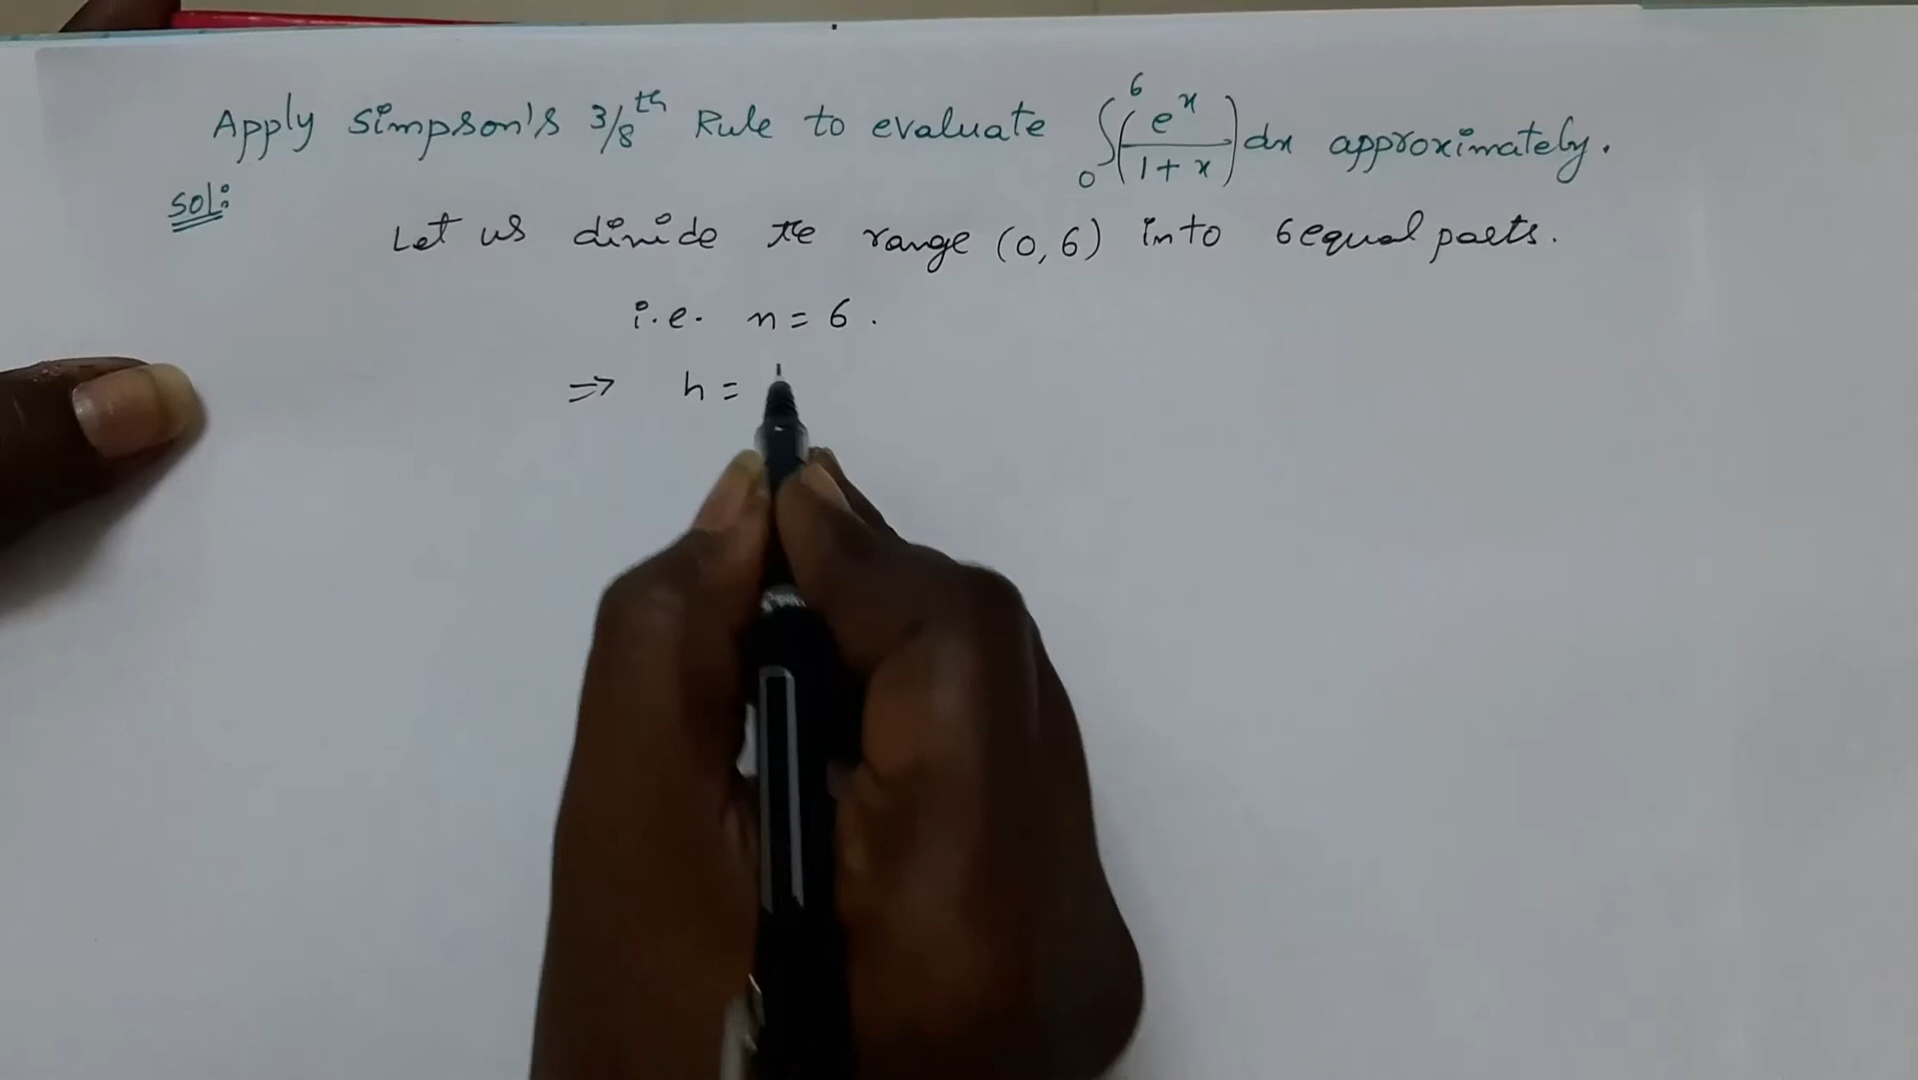 Apply Simpson's 3/8th Rule to evaluate ∫₀⁶ (eˣ/(1+x)) dx approximately.
Sol:
Let us divide the range (0,6) into 6 equal parts.
i.e. n = 6.
⇒ h =